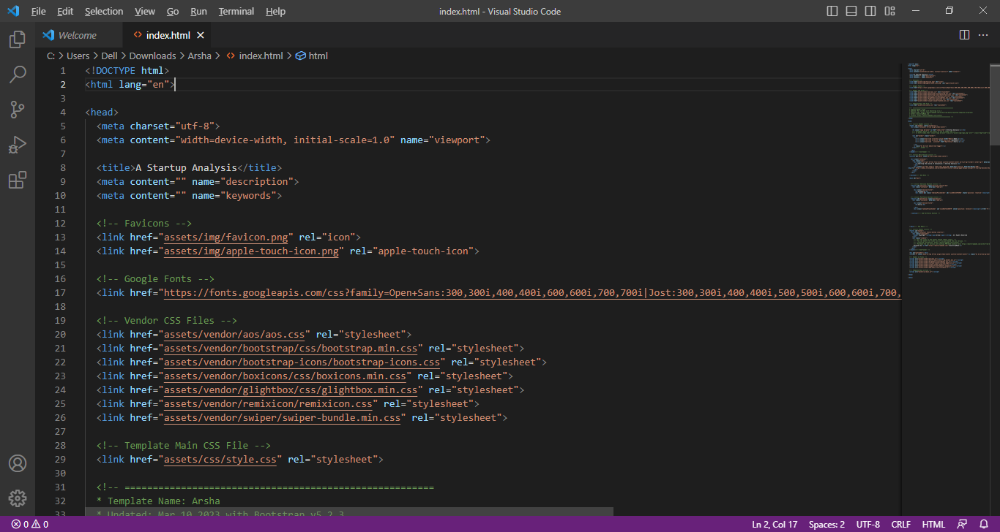 File Edit Selection View Go Run Terminal Help index.html - Visual Studio Code
Welcome index.html
C: > Users > Dell > Downloads > Arsha > index.html > html
1 <!DOCTYPE html>
2 <html lang="en">
3
4 <head>
5 <meta charset="utf-8">
6 <meta content="width=device-width, initial-scale=1.0" name="viewport">
7
8 <title>A Startup Analysis</title>
9 <meta content="" name="description">
10 <meta content="" name="keywords">
11
12 <!-- Favicons -->
13 <link href="assets/img/favicon.png" rel="icon">
14 <link href="assets/img/apple-touch-icon.png" rel="apple-touch-icon">
15
16 <!-- Google Fonts -->
17 <link href="https://fonts.googleapis.com/css?family=Open+Sans:300,300i,400,400i,600,600i,700,700i|Jost:300,300i,400,400i,500,500i,600,600i,700,
18
19 <!-- Vendor CSS Files -->
20 <link href="assets/vendor/aos/aos.css" rel="stylesheet">
21 <link href="assets/vendor/bootstrap/css/bootstrap.min.css" rel="stylesheet">
22 <link href="assets/vendor/bootstrap-icons/bootstrap-icons.css" rel="stylesheet">
23 <link href="assets/vendor/boxicons/css/boxicons.min.css" rel="stylesheet">
24 <link href="assets/vendor/glightbox/css/glightbox.min.css" rel="stylesheet">
25 <link href="assets/vendor/remixicon/remixicon.css" rel="stylesheet">
26 <link href="assets/vendor/swiper/swiper-bundle.min.css" rel="stylesheet">
27
28 <!-- Template Main CSS File -->
29 <link href="assets/css/style.css" rel="stylesheet">
30
31 <!-- =======================================================
32 * Template Name: Arsha
33 * Updated: Mar 10 2023 with Bootstrap v5.2.3
0 0 Ln 2, Col 17 Spaces: 2 UTF-8 CRLF HTML